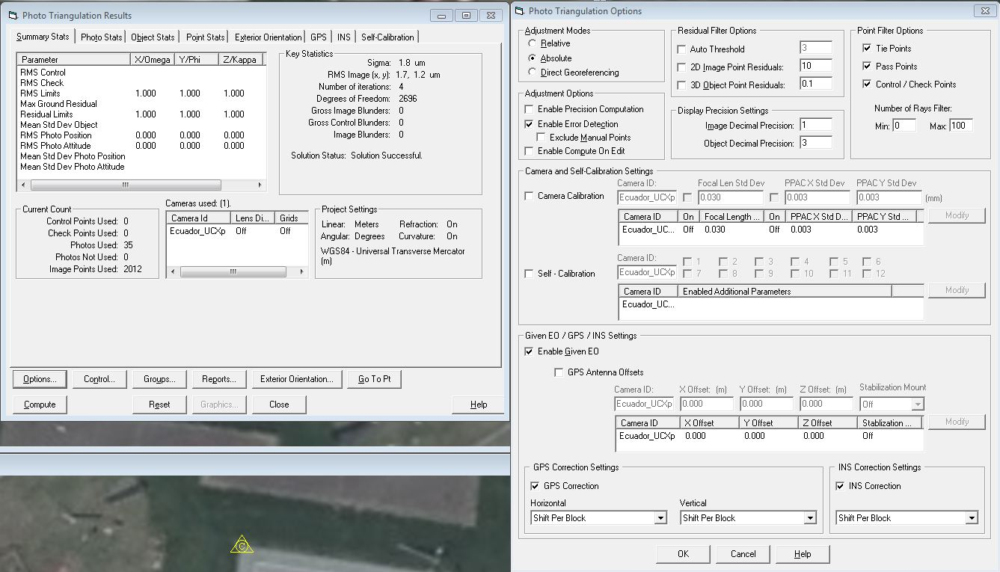 Photo Triangulation Results
Summary Stats Photo Stats Object Stats Point Stats Exterior Orientation GPS INS Self-Calibration
Parameter X/Omega Y/Phi Z/Kappa
RMS Control
RMS Check
RMS Limits 1.000 1.000 1.000
Max Ground Residual
Residual Limits 1.000 1.000 1.000
Mean Std Dev Object
RMS Photo Position 0.000 0.000 0.000
RMS Photo Attitude 0.000 0.000 0.000
Mean Std Dev Photo Position
Mean Std Dev Photo Attitude
Key Statistics
Sigma: 1.8 um
RMS Image (x, y): 1.7, 1.2 um
Number of iterations: 4
Degrees of Freedom: 2696
Gross Image Blunders: 0
Gross Control Blunders: 0
Image Blunders: 0
Solution Status: Solution Successful.
Current Count
Control Points Used: 0
Check Points Used: 0
Photos Used: 35
Photos Not Used: 0
Image Points Used: 2012
Cameras used: (1).
Camera Id Lens Di... Grids
Ecuador_UCXp Off Off
Project Settings
Linear: Meters Refraction: On
Angular: Degrees Curvature: On
WGS84 - Universal Transverse Mercator
(m)
Options... Control... Groups... Reports... Exterior Orientation... Go To Pt
Compute Reset Graphics... Close Help
C
Photo Triangulation Options
Adjustment Modes
Relative
Absolute
Direct Georeferencing
Adjustment Options
Enable Precision Computation
Enable Error Detection
Exclude Manual Points
Enable Compute On Edit
Residual Filter Options
Auto Threshold 3
2D Image Point Residuals: 10
3D Object Point Residuals: 0.1
Display Precision Settings
Image Decimal Precision: 1
Object Decimal Precision: 3
Point Filter Options
Tie Points
Pass Points
Control / Check Points
Number of Rays Filter:
Min: 0 Max: 100
Camera and Self-Calibration Settings
Camera ID: Focal Len Std Dev PPAC X Std Dev PPAC Y Std Dev
Camera Calibration Ecuador_UCXp 0.030 0.003 0.003 (mm)
Camera ID On Focal Length ... On PPAC X Std D... PPAC Y Std ... Modify
Ecuador_UC... Off 0.030 Off 0.003 0.003
Camera ID: 1 2 3 4 5 6
Self - Calibration Ecuador_UCXp 7 8 9 10 11 12
Camera ID Enabled Additional Parameters Modify
Ecuador_UC...
Given EO / GPS / INS Settings
Enable Given EO
GPS Antenna Offsets
Camera ID: X Offset: (m) Y Offset: (m) Z Offset: (m) Stabilization Mount
Ecuador_UCXp 0.000 0.000 0.000 Off
Camera ID X Offset Y Offset Z Offset Stablization ... Modify
Ecuador_UCXp 0.000 0.000 0.000 Off
GPS Correction Settings
GPS Correction
Horizontal Vertical
Shift Per Block Shift Per Block
INS Correction Settings
INS Correction
Shift Per Block
OK Cancel Help